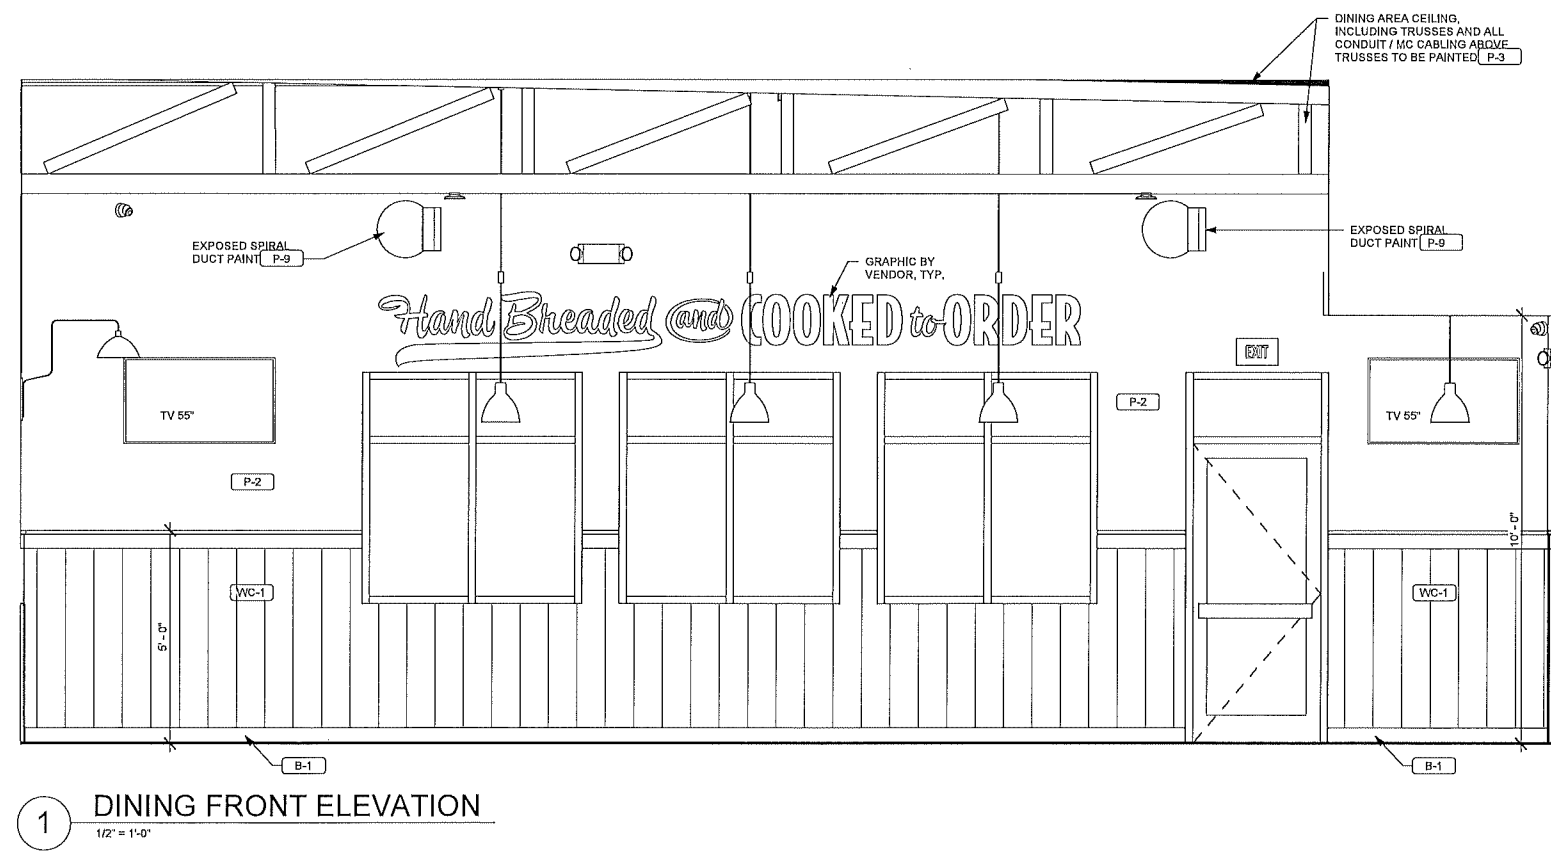 DINING AREA CEILING,
INCLUDING TRUSSES AND ALL
CONDUIT / MC CABLING ABOVE
TRUSSES TO BE PAINTED P-3
EXPOSED SPIRAL
DUCT PAINT P-9
GRAPHIC BY
VENDOR, TYP.
EXPOSED SPIRAL
DUCT PAINT P-9
Hand Breaded and COOKED to ORDER
EXIT
TV 55"
P-2
TV 55"
P-2
10' - 0"
WC-1
WC-1
5' - 0"
B-1
B-1
1 DINING FRONT ELEVATION
1/2" = 1'-0"